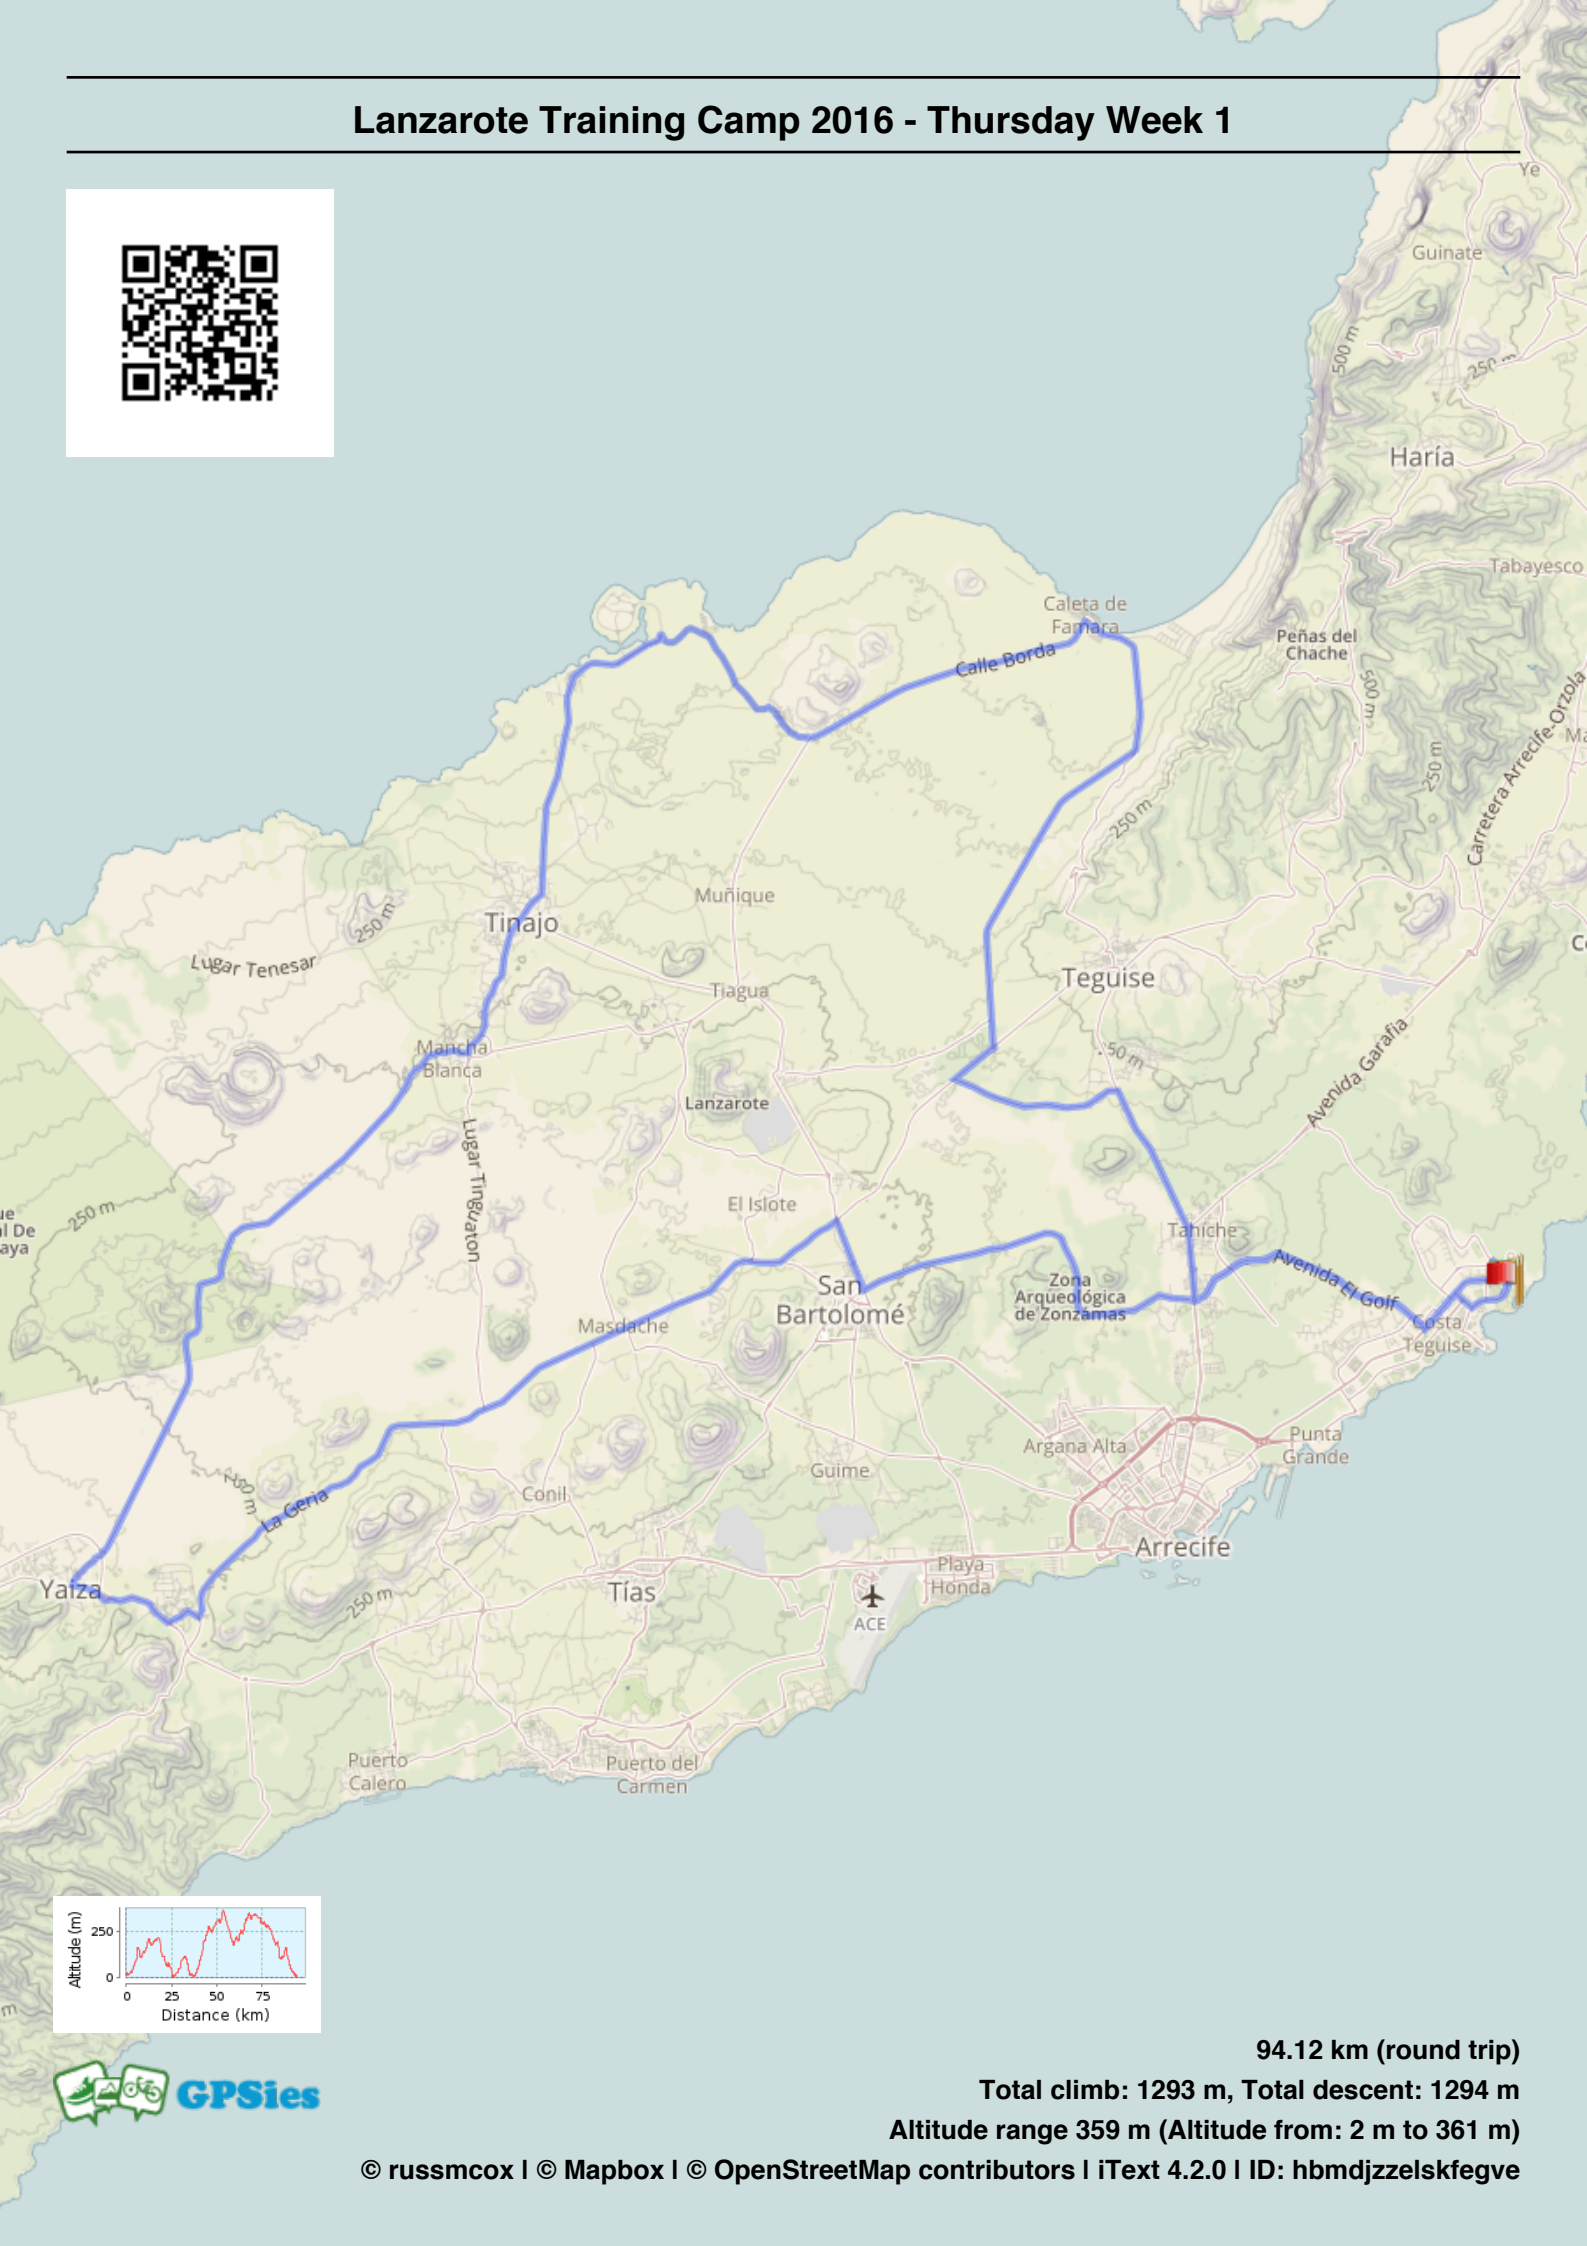 Lanzarote Training Camp 2016 - Thursday Week 1
Ye
Guinate
500 m
250 m
Haría
Tabayesco
Caleta de
Famara
Peñas del
Chache
Calle Borda
500 m
Carretera Arrecife-Orzola
250 m
250 m
Muñique
Tinajo
250 m
Lugar Tenesar
Teguise
Tiagua
Avenida Garafia
Mancha
Blanca
Lanzarote
Lugar Tinguaton
El Islote
250 m
Tahiche
Avenida El Golf
Zona
Arqueológica
de Zonzamas
San
Bartolomé
Masdache
Costa
Teguise
Argana Alta
Punta
Grande
Guime
Conil
250 m
La Geria
Arrecife
Playa
Honda
Yaiza
Tías
250 m
ACE
Puerto
Calero
Puerto del
Carmen
Altitude (m)
250
0
0 25 50 75
Distance (km)
GPSies
94.12 km (round trip)
Total climb: 1293 m, Total descent: 1294 m
Altitude range 359 m (Altitude from: 2 m to 361 m)
© russmcox | © Mapbox | © OpenStreetMap contributors | iText 4.2.0 | ID: hbmdjzzelskfegve